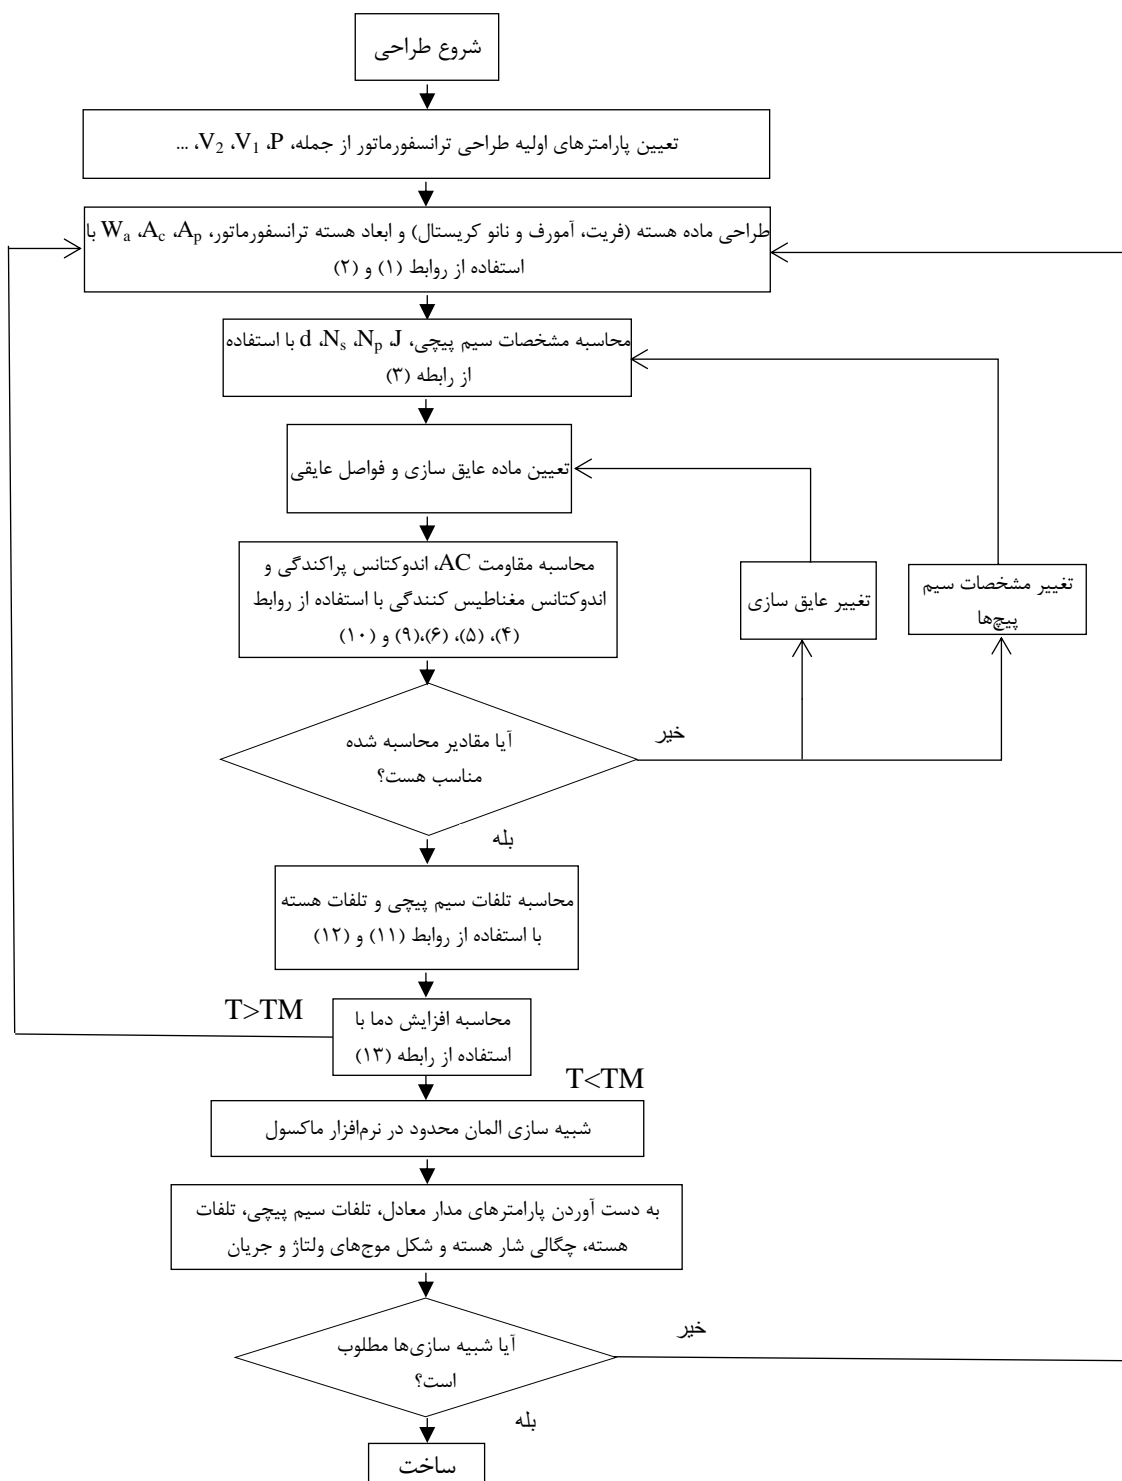 شروع طراحی
تعیین پارامترهای اولیه طراحی ترانسفورماتور از جمله، P، V1، V2، ...
طراحی ماده هسته (فریت، آمورف و نانو کریستال) و ابعاد هسته ترانسفورماتور، Ap، Ac، Wa با
استفاده از روابط (۱) و (۲)
محاسبه مشخصات سیم پیچی، J، Np، Ns، d با استفاده
از رابطه (۳)
تعیین ماده عایق سازی و فواصل عایقی
محاسبه مقاومت AC، اندوکتانس پراکندگی و
اندوکتانس مغناطیس کنندگی با استفاده از روابط
(۴)، (۵)، (۶)،(۹) و (۱۰)
تغییر عایق سازی
تغییر مشخصات سیم
پیچ‌ها
آیا مقادیر محاسبه شده
مناسب هست؟
خیر
بله
محاسبه تلفات سیم پیچی و تلفات هسته
با استفاده از روابط (۱۱) و (۱۲)
T>TM
محاسبه افزایش دما با
استفاده از رابطه (۱۳)
T<TM
شبیه سازی المان محدود در نرم‌افزار ماکسول
به دست آوردن پارامترهای مدار معادل، تلفات سیم پیچی، تلفات
هسته، چگالی شار هسته و شکل موج‌های ولتاژ و جریان
آیا شبیه سازی‌ها مطلوب
است؟
خیر
بله
ساخت